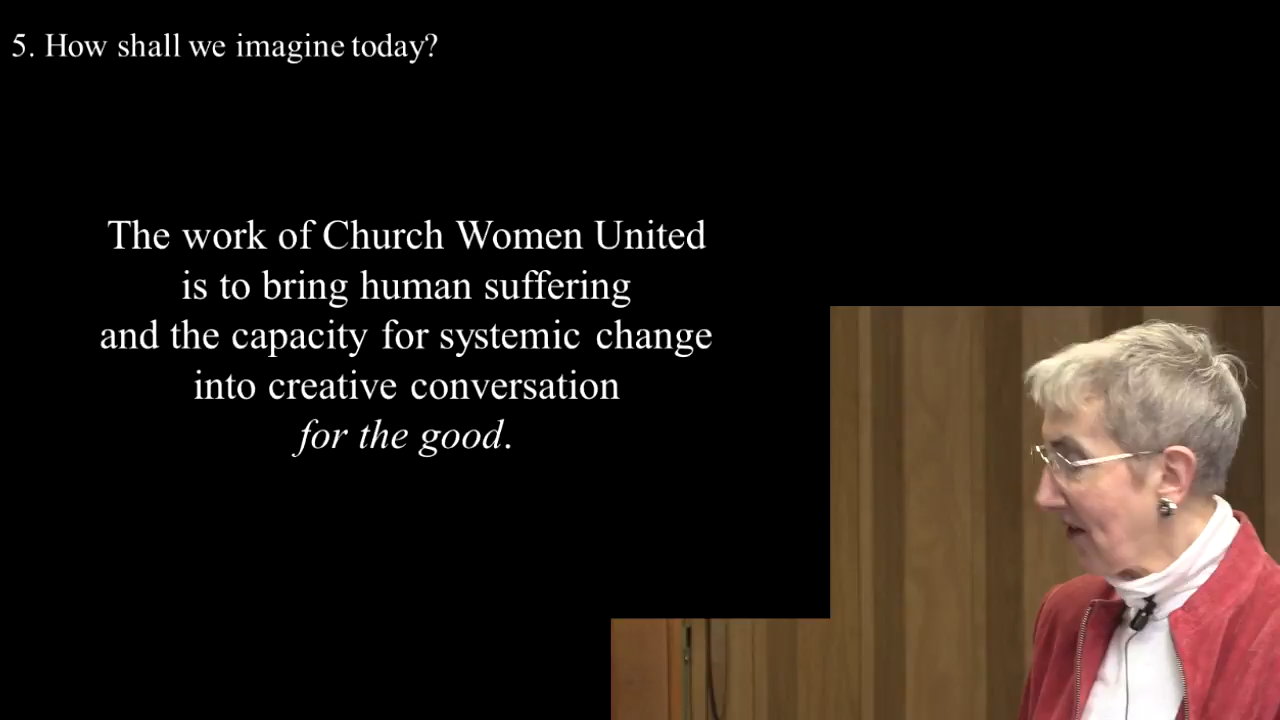 5. How shall we imagine today?
The work of Church Women United
is to bring human suffering
and the capacity for systemic change
into creative conversation
for the good.